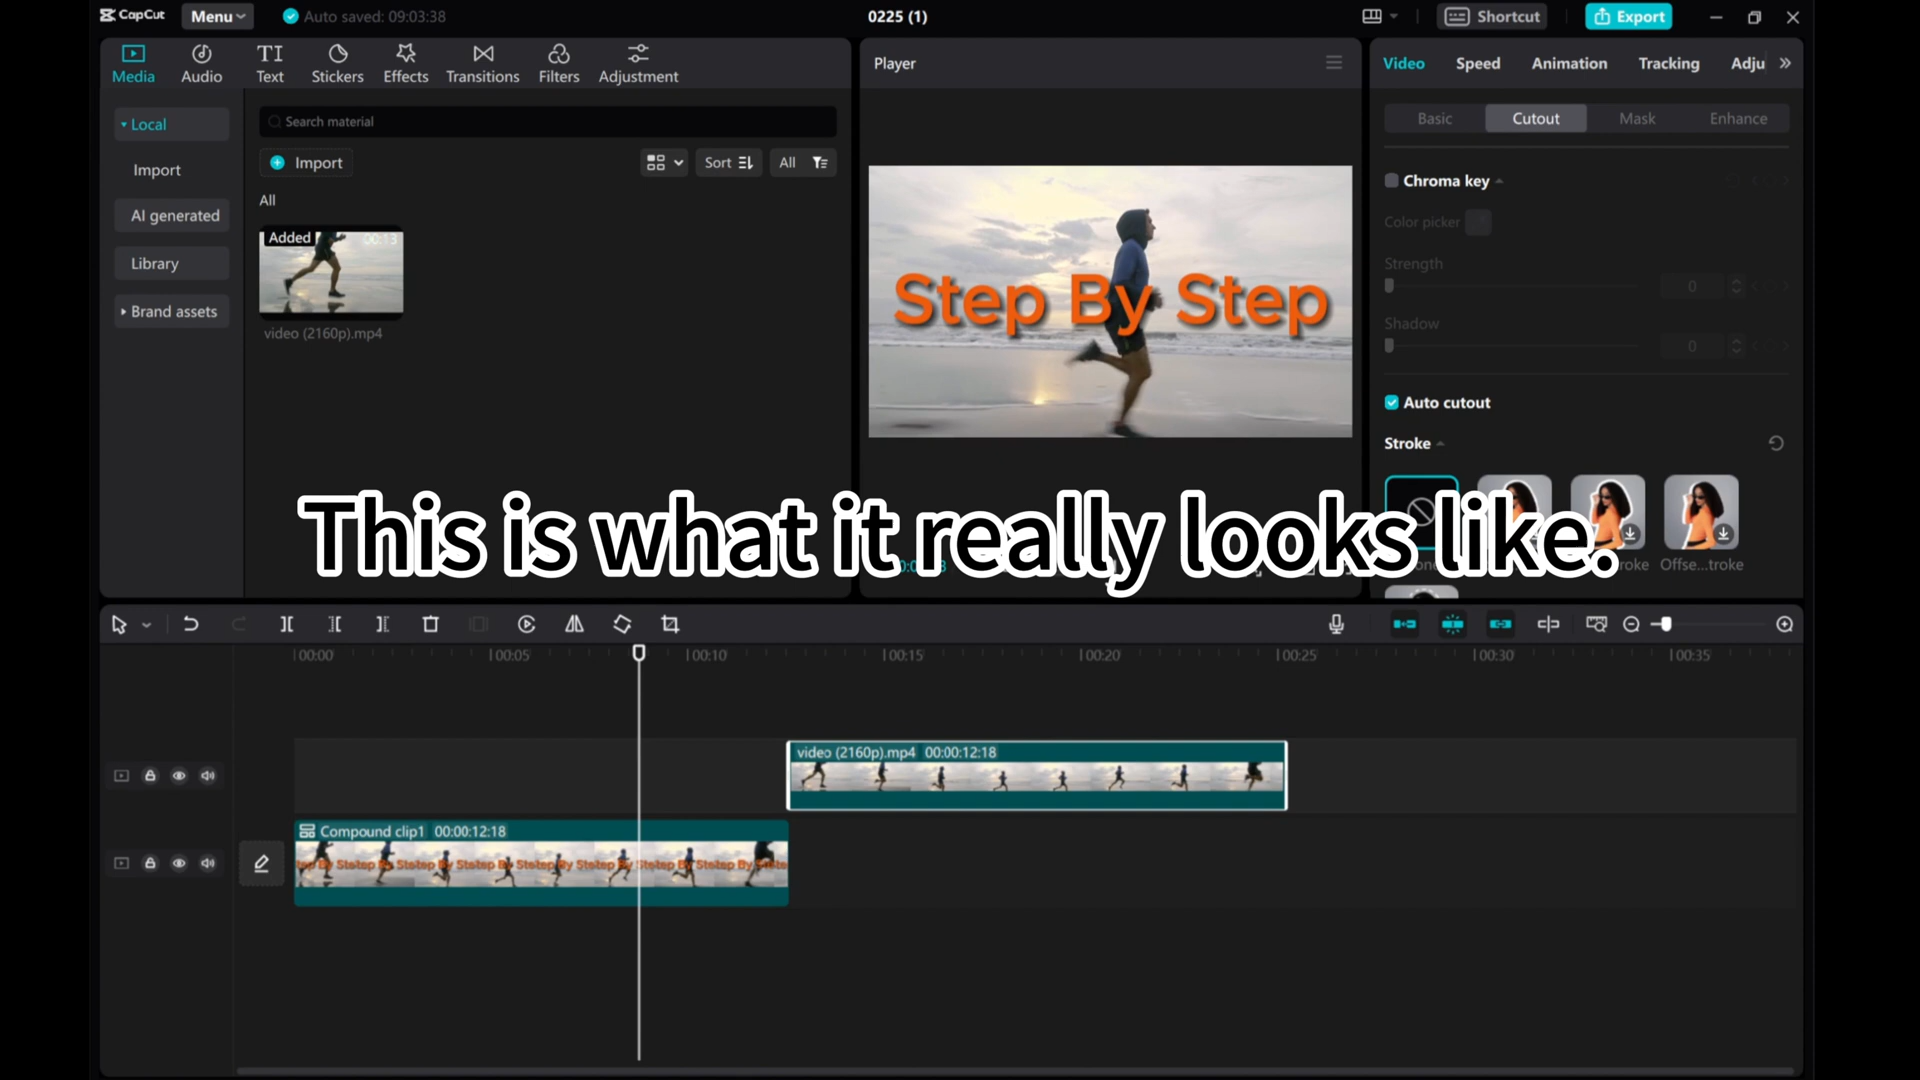 CapCut
Menu
Auto saved: 09:03:38
0225 (1)
Shortcut
Export
Media
Audio
TI
Text
Stickers
Effects
Transitions
Filters
Adjustment
Player
Video
Speed
Animation
Tracking
Adju
Local
Import
AI generated
Library
Brand assets
Search material
Import
Sort
All
All
Added
00:13
video (2160p).mp4
Step By Step
Basic
Cutout
Mask
Enhance
Chroma key
Color picker
Strength
0
Shadow
0
Auto cutout
Stroke
Offse...troke
This is what it really looks like.
00:00
00:05
00:10
00:15
00:20
00:25
00:30
00:35
video (2160p).mp4 00:00:12:18
Compound clip1 00:00:12:18